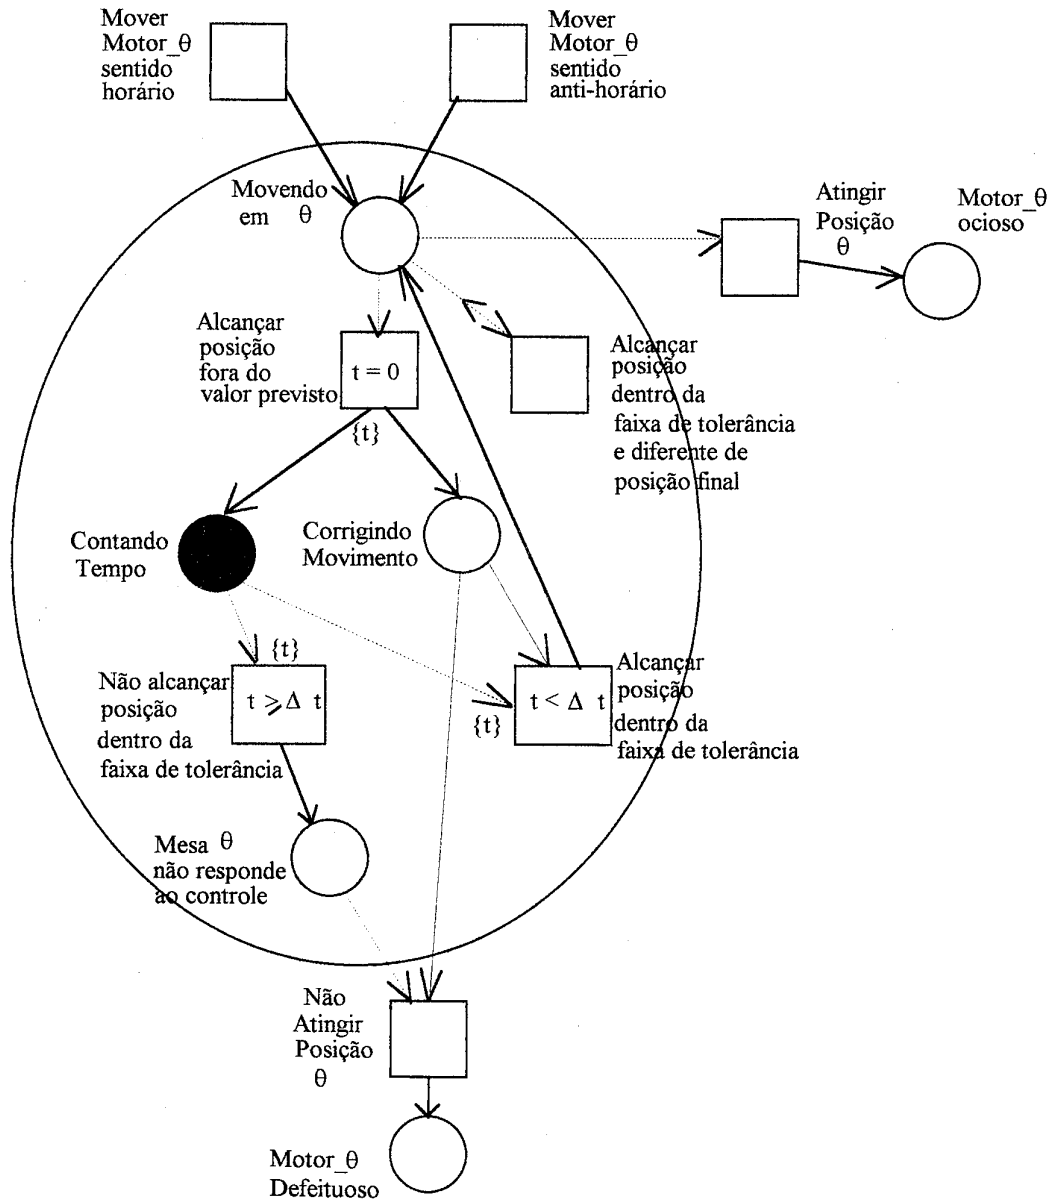 Mover
Motor_θ
sentido
horário
Mover
Motor_θ
sentido
anti-horário
Movendo
em θ
Atingir
Posição
θ
Motor_θ
ocioso
Alcançar
posição
fora do
valor previsto
t = 0
{t}
Alcançar
posição
dentro da
faixa de tolerância
e diferente de
posição final
Contando
Tempo
Corrigindo
Movimento
{t}
Não alcançar
posição
dentro da
faixa de tolerância
t ≥ Δ t
{t}
t < Δ t
Alcançar
posição
dentro da
faixa de tolerância
Mesa θ
não responde
ao controle
Não
Atingir
Posição
θ
Motor_θ
Defeituoso